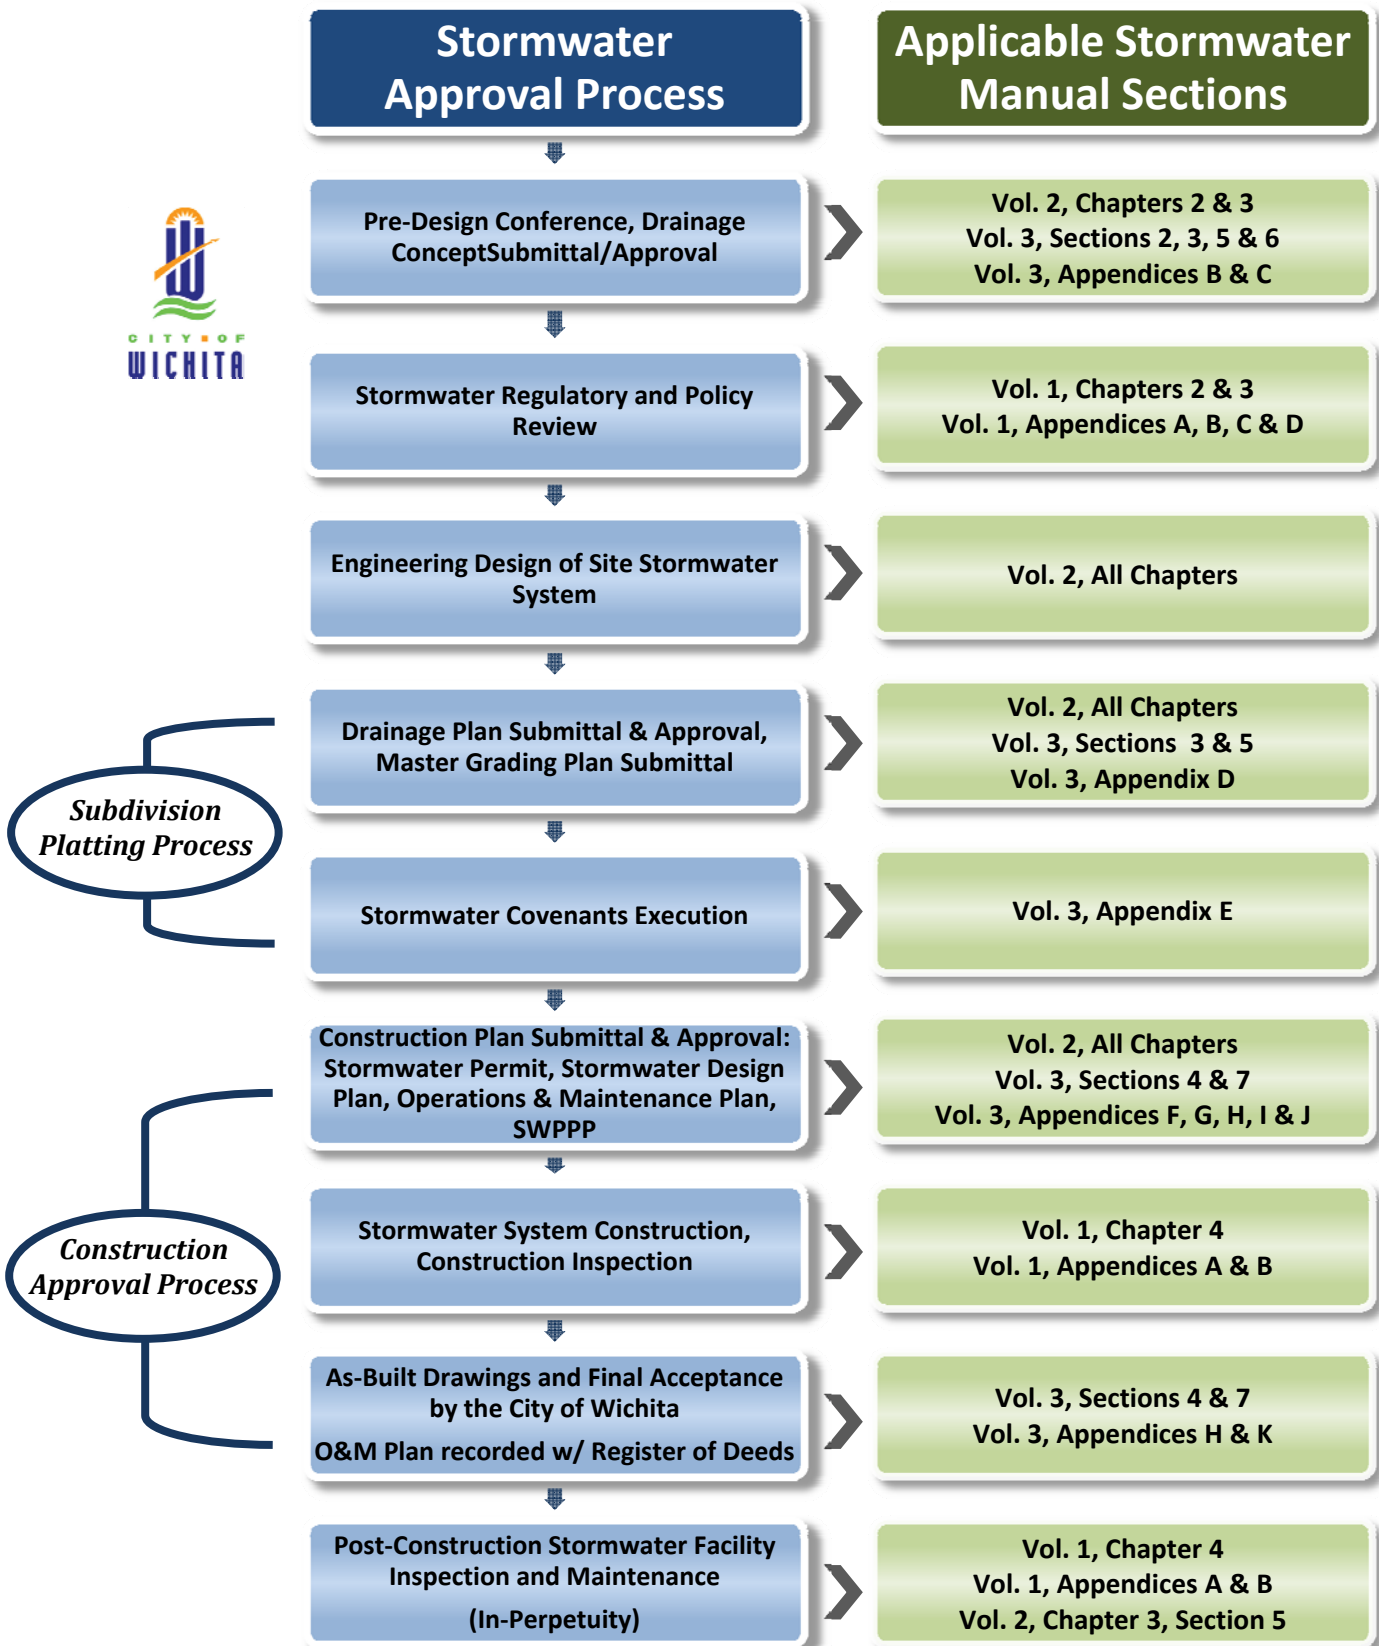 Stormwater
Approval Process
Applicable Stormwater
Manual Sections
CITY OF
WICHITA
Pre-Design Conference, Drainage
ConceptSubmittal/Approval
Vol. 2, Chapters 2 & 3
Vol. 3, Sections 2, 3, 5 & 6
Vol. 3, Appendices B & C
Stormwater Regulatory and Policy
Review
Vol. 1, Chapters 2 & 3
Vol. 1, Appendices A, B, C & D
Engineering Design of Site Stormwater
System
Vol. 2, All Chapters
Subdivision
Platting Process
Drainage Plan Submittal & Approval,
Master Grading Plan Submittal
Vol. 2, All Chapters
Vol. 3, Sections 3 & 5
Vol. 3, Appendix D
Stormwater Covenants Execution
Vol. 3, Appendix E
Construction
Approval Process
Construction Plan Submittal & Approval:
Stormwater Permit, Stormwater Design
Plan, Operations & Maintenance Plan,
SWPPP
Vol. 2, All Chapters
Vol. 3, Sections 4 & 7
Vol. 3, Appendices F, G, H, I & J
Stormwater System Construction,
Construction Inspection
Vol. 1, Chapter 4
Vol. 1, Appendices A & B
As-Built Drawings and Final Acceptance
by the City of Wichita
O&M Plan recorded w/ Register of Deeds
Vol. 3, Sections 4 & 7
Vol. 3, Appendices H & K
Post-Construction Stormwater Facility
Inspection and Maintenance
(In-Perpetuity)
Vol. 1, Chapter 4
Vol. 1, Appendices A & B
Vol. 2, Chapter 3, Section 5